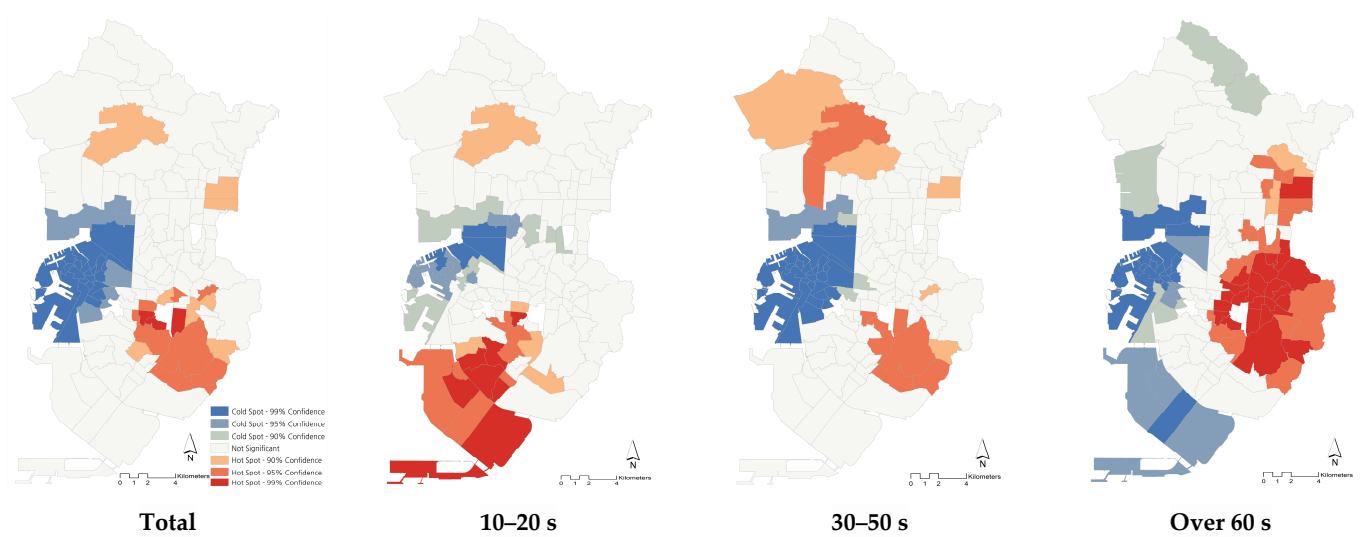 Cold Spot - 99% Confidence
Cold Spot - 95% Confidence
Cold Spot - 90% Confidence
Not Significant
Hot Spot - 90% Confidence
Hot Spot - 95% Confidence
Hot Spot - 99% Confidence
N
Kilometers
0 1 2 4
N
Kilometers
0 1 2 4
N
Kilometers
0 1 2 4
N
Kilometers
0 1 2 4
Total
10–20 s
30–50 s
Over 60 s